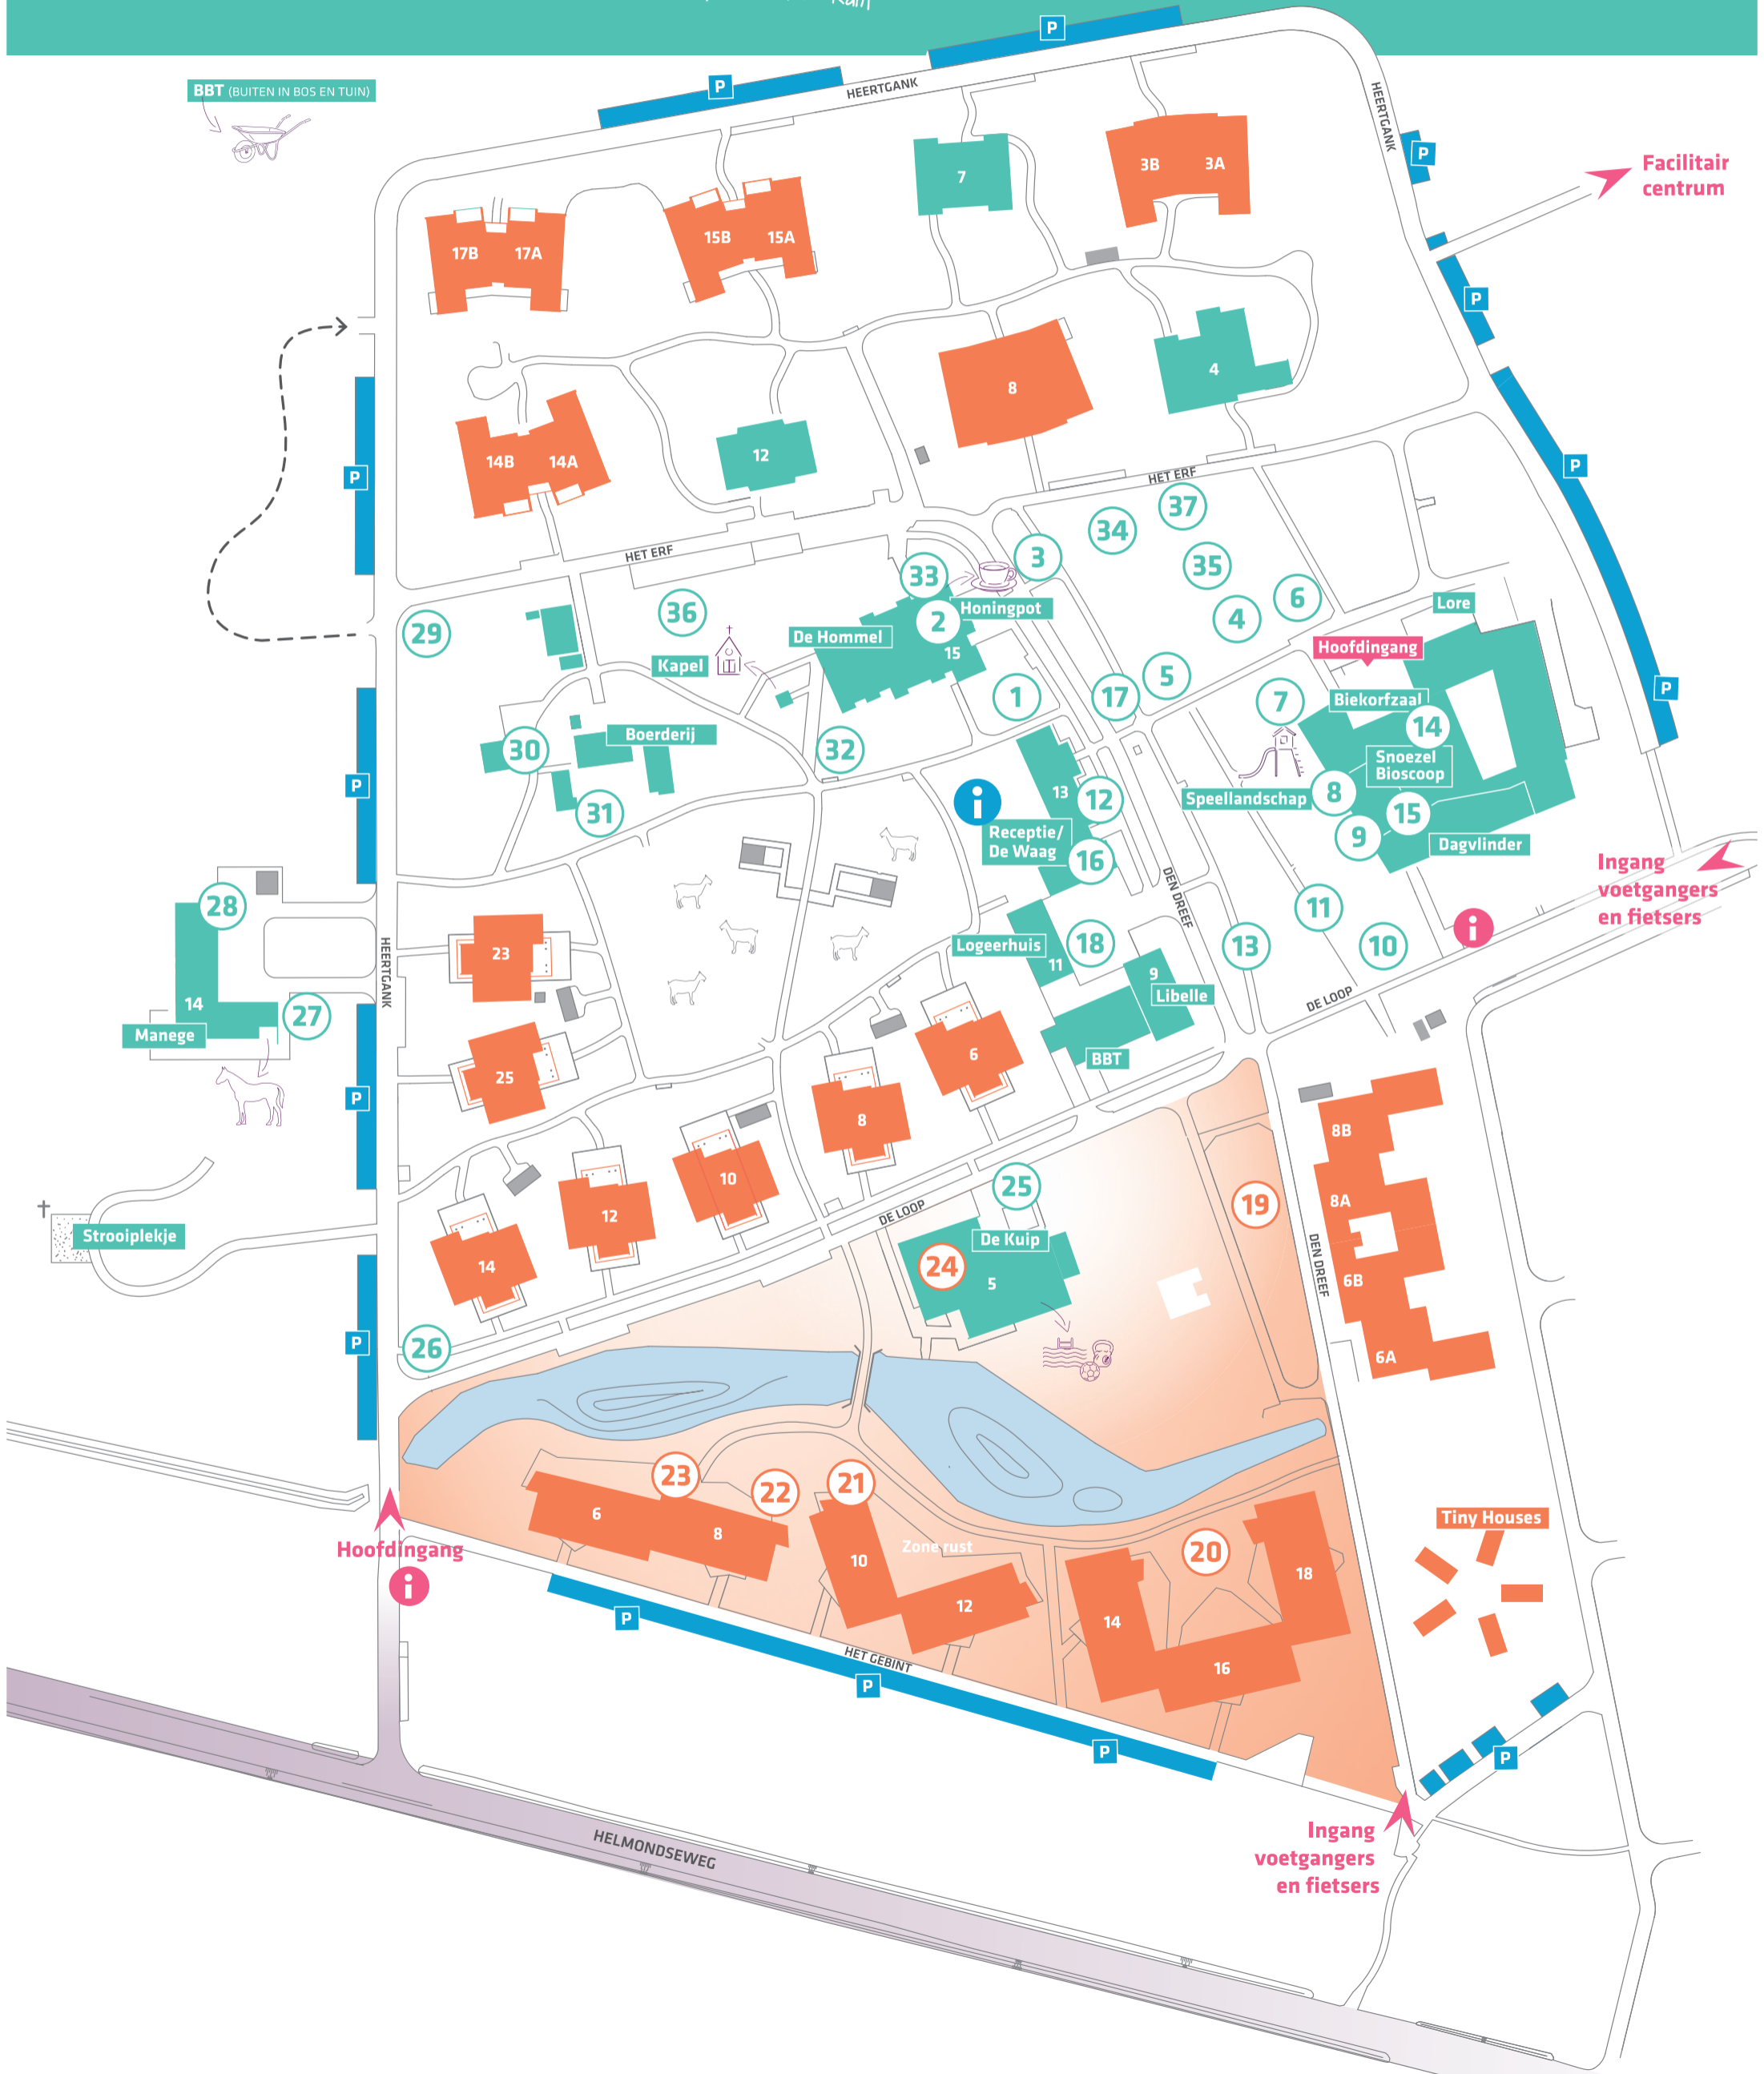 P
BBT (BUITEN IN BOS EN TUIN)
P
HEERTGANK
HEERTGANK
P
Facilitair
centrum
7
3B
3A
17B
17A
15B
15A
P
8
4
14B
14A
12
P
P
HET ERF
HET ERF
37
34
3
35
33
6
4
Lore
29
36
2
Honingpot
De Hommel
15
Kapel
Hoofdingang
5
1
17
7
Biekorfzaal
14
P
30
Boerderij
32
Snoezel
Bioscoop
P
31
i
13
12
Speellandschap
8
15
9
Dagvlinder
Receptie/
De Waag
16
Ingang
voetgangers
en fietsers
DEN DREEF
28
HEERTGANK
23
11
i
Logeerhuis
18
13
10
11
9
Libelle
14
27
Manege
DE LOOP
BBT
25
6
P
8
8B
10
12
25
19
8A
DE LOOP
Strooiplekje
De Kuip
14
24
5
DEN DREEF
6B
26
P
6A
23
22
21
6
8
10
Zone rust
20
18
Tiny Houses
Hoofdingang
i
12
14
P
16
HET GEBINT
P
P
P
HELMONDSEWEG
Ingang
voetgangers
en fietsers